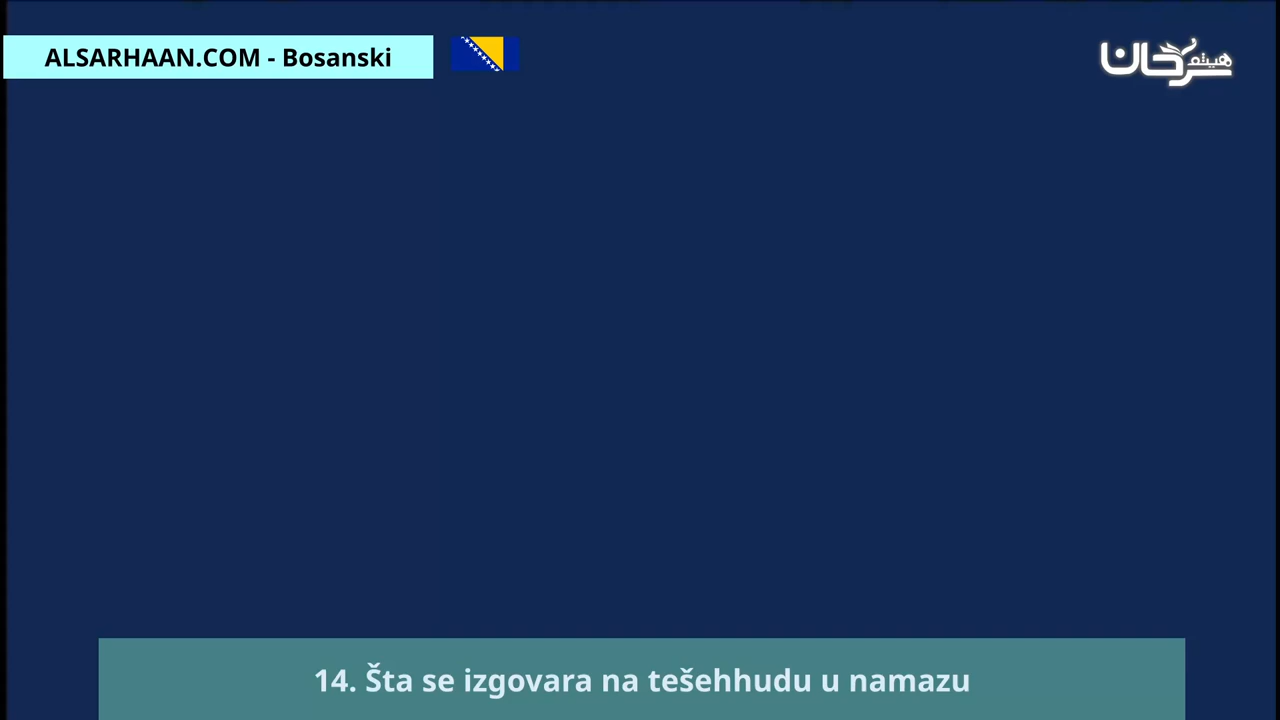 ALSARHAAN.COM - Bosanski
هيثم
سرحان
14. Šta se izgovara na tešehhudu u namazu